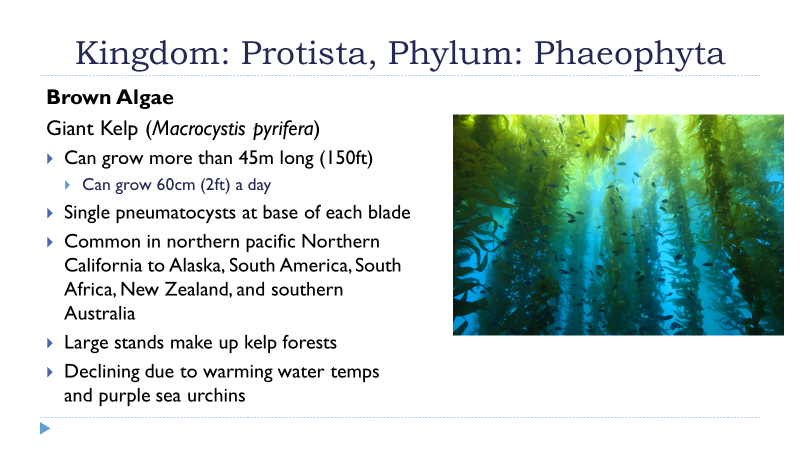 Kingdom: Protista, Phylum: Phaeophyta
Brown Algae
Giant Kelp (Macrocystis pyrifera)
Can grow more than 45m long (150ft)
Can grow 60cm (2ft) a day
Single pneumatocysts at base of each blade
Common in northern pacific Northern
California to Alaska, South America, South
Africa, New Zealand, and southern
Australia
Large stands make up kelp forests
Declining due to warming water temps
and purple sea urchins